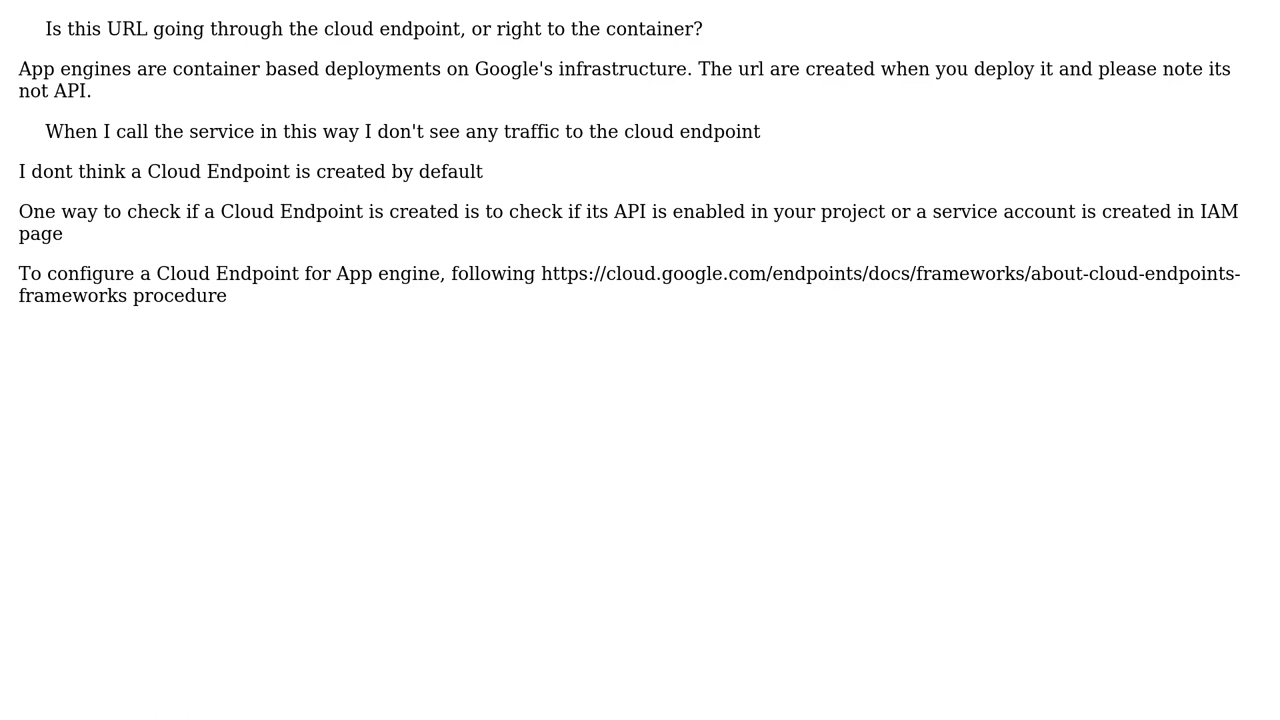 Is this URL going through the cloud endpoint, or right to the container?
App engines are container based deployments on Google's infrastructure. The url are created when you deploy it and please note its
not API.
When I call the service in this way I don't see any traffic to the cloud endpoint
I dont think a Cloud Endpoint is created by default
One way to check if a Cloud Endpoint is created is to check if its API is enabled in your project or a service account is created in IAM
page
To configure a Cloud Endpoint for App engine, following https://cloud.google.com/endpoints/docs/frameworks/about-cloud-endpoints-
frameworks procedure